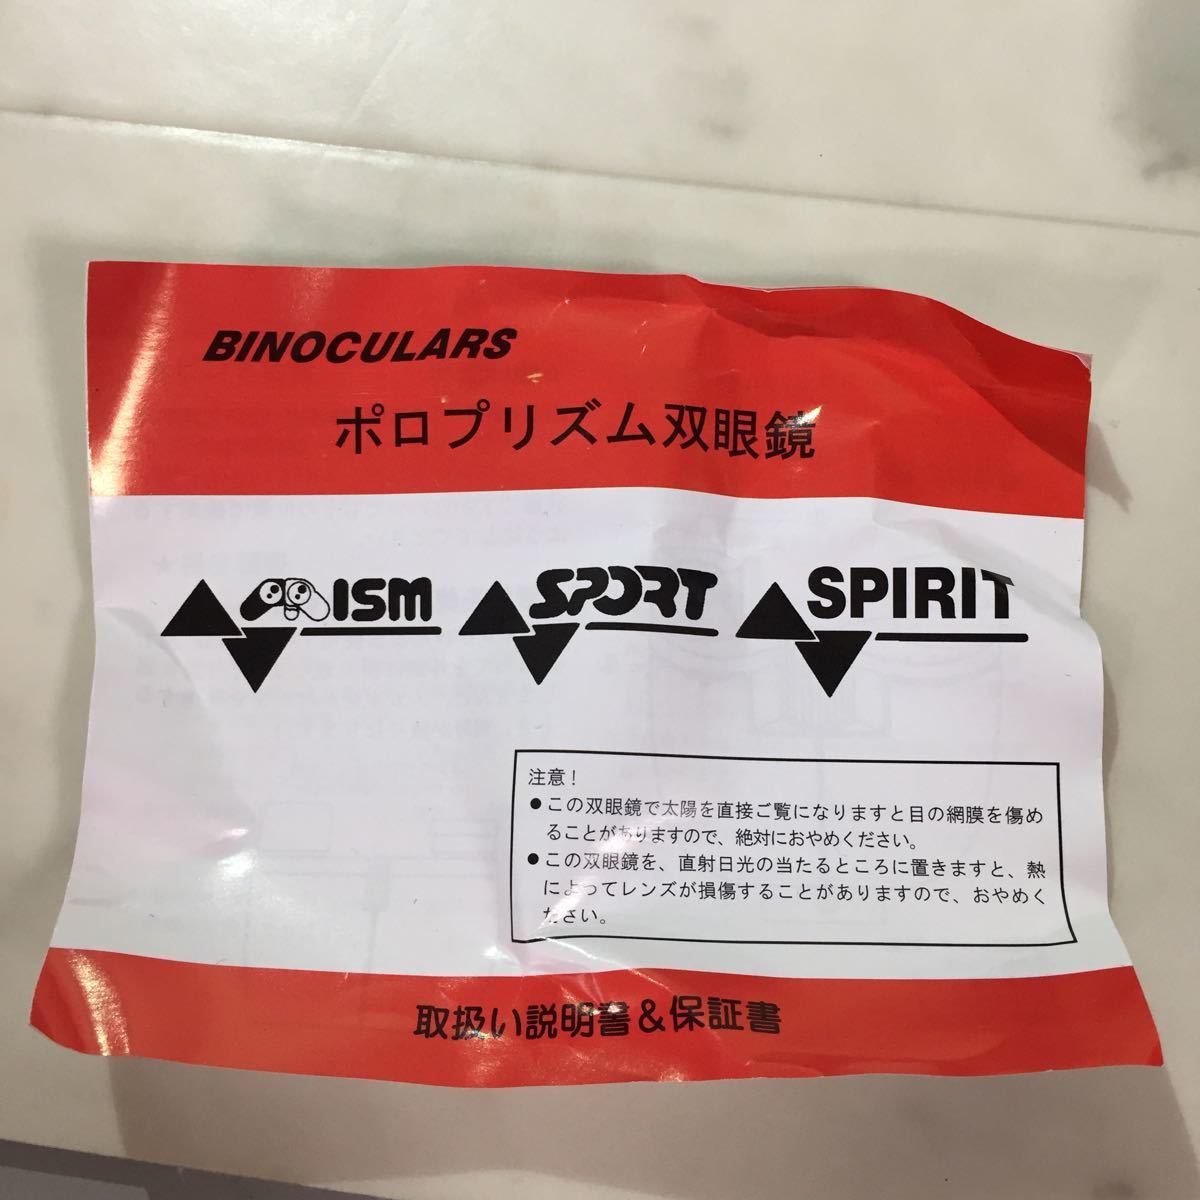 BINOCULARS
ポロプリズム双眼鏡
ISM SPORT SPIRIT
注意！
●この双眼鏡で太陽を直接ご覧になりますと目の網膜を傷め
ることがありますので、絶対におやめください。
●この双眼鏡を、直射日光の当たるところに置きますと、熱
によってレンズが損傷することがありますので、おやめく
ださい。
取扱い説明書&保証書